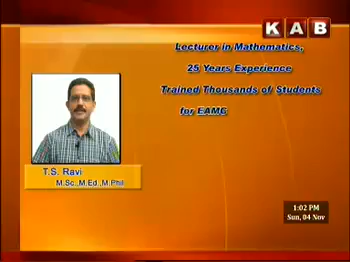 KAB
Lecturer in Mathematics,
25 Years Experience
Trained Thousands of Students
for EAMC
T.S. Ravi
M.Sc.,M.Ed.,M.Phil
1:02 PM
Sun, 04 Nov